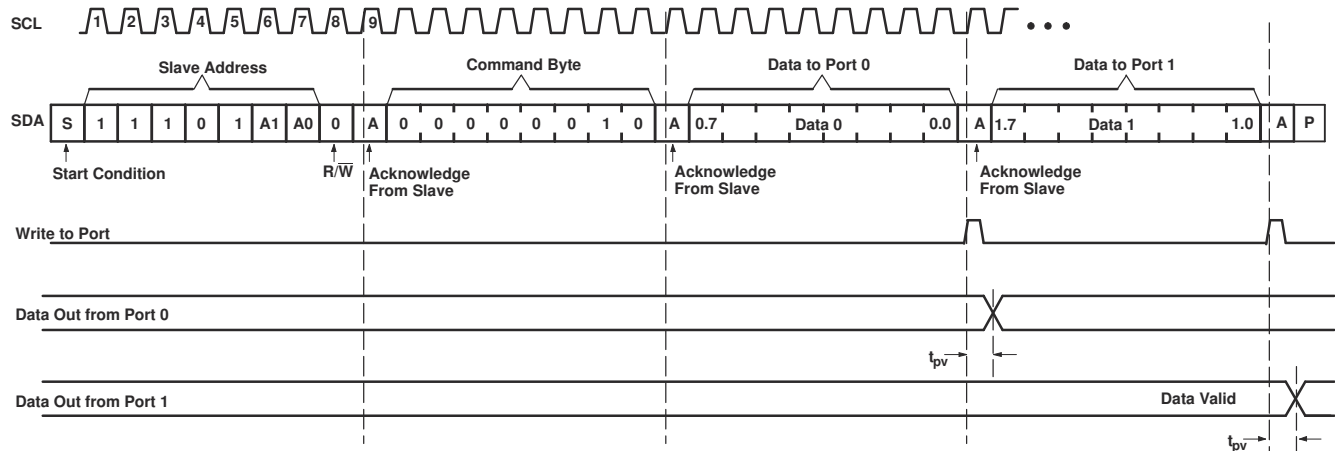 SCL 1 2 3 4 5 6 7 8 9
Slave Address Command Byte Data to Port 0 Data to Port 1
SDA S 1 1 1 0 1 A1 A0 0 A 0 0 0 0 0 0 1 0 A 0.7 Data 0 0.0 A 1.7 Data 1 1.0 A P
Start Condition R/W̅ Acknowledge From Slave Acknowledge From Slave Acknowledge From Slave
Write to Port
Data Out from Port 0
tpv
Data Out from Port 1 Data Valid
tpv